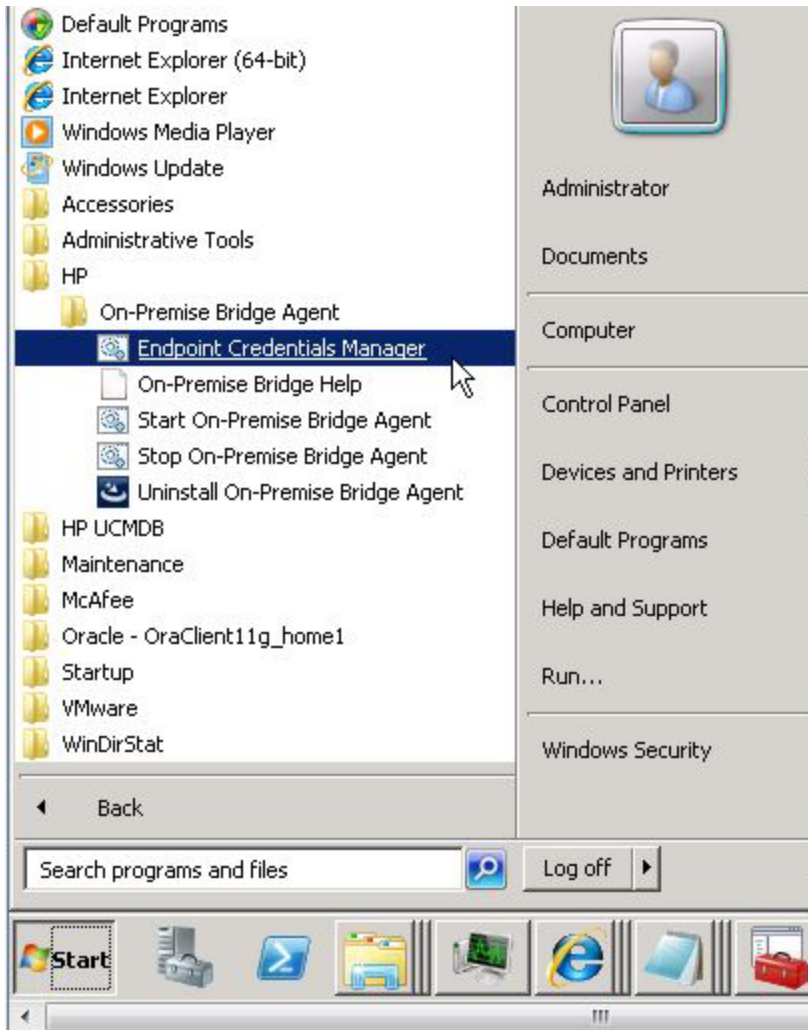 Default Programs
Internet Explorer (64-bit)
Internet Explorer
Windows Media Player
Windows Update
Accessories
Administrative Tools
HP
On-Premise Bridge Agent
Endpoint Credentials Manager
On-Premise Bridge Help
Start On-Premise Bridge Agent
Stop On-Premise Bridge Agent
Uninstall On-Premise Bridge Agent
HP UCMDB
Maintenance
McAfee
Oracle - OraClient11g_home1
Startup
VMware
WinDirStat
Back
Search programs and files
Administrator
Documents
Computer
Control Panel
Devices and Printers
Default Programs
Help and Support
Run...
Windows Security
Log off
Start